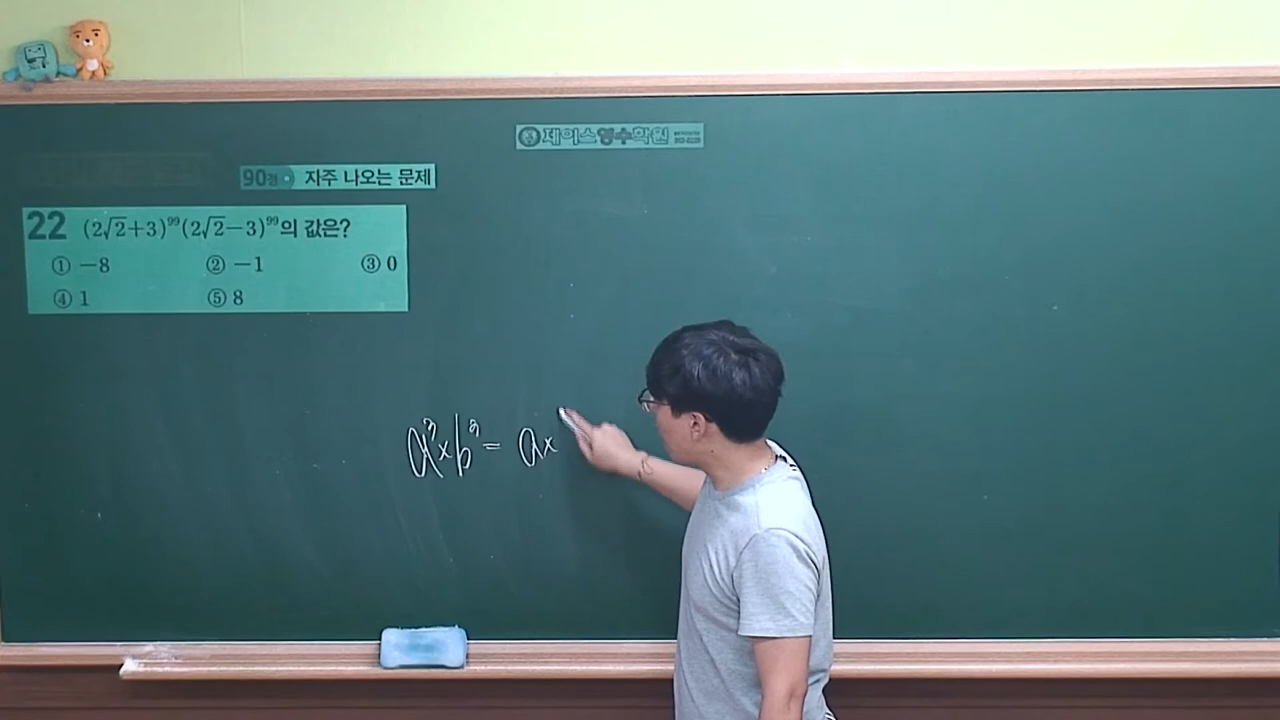 제이스영수학원
90점 자주 나오는 문제
22 (2√2+3)⁹⁹(2√2−3)⁹⁹의 값은?
① −8 ② −1 ③ 0
④ 1 ⑤ 8
a³×b³= a×